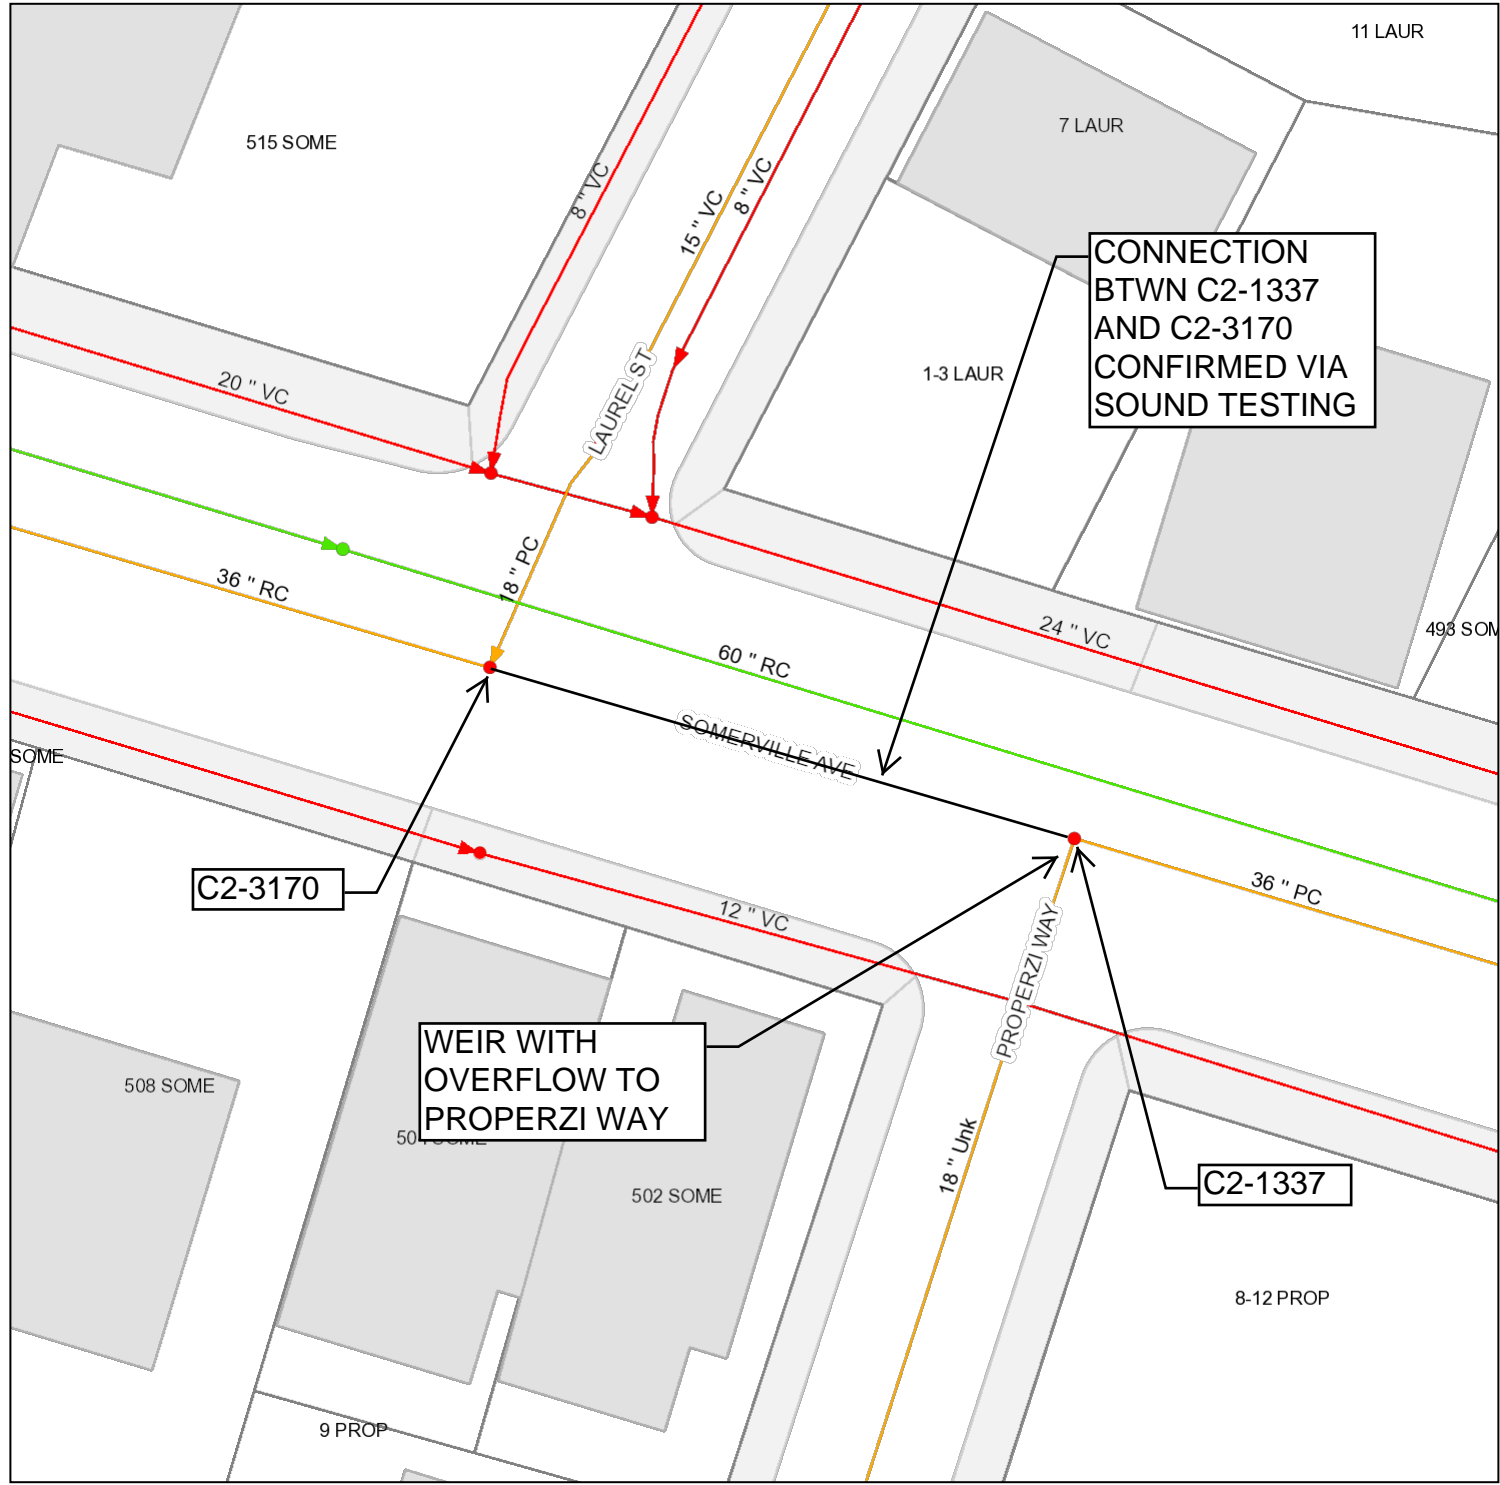 11 LAUR
515 SOME
7 LAUR
8 " VC
15 " VC
8 " VC
CONNECTION
BTWN C2-1337
AND C2-3170
CONFIRMED VIA
SOUND TESTING
20 " VC
LAUREL ST
1-3 LAUR
18 " PC
36 " RC
60 " RC
24 " VC
493 SOM
SOMERVILLE AVE
SOME
C2-3170
12 " VC
36 " PC
PROPERZI WAY
WEIR WITH
OVERFLOW TO
PROPERZI WAY
508 SOME
502 SOME
18 " Unk
C2-1337
8-12 PROP
9 PROP